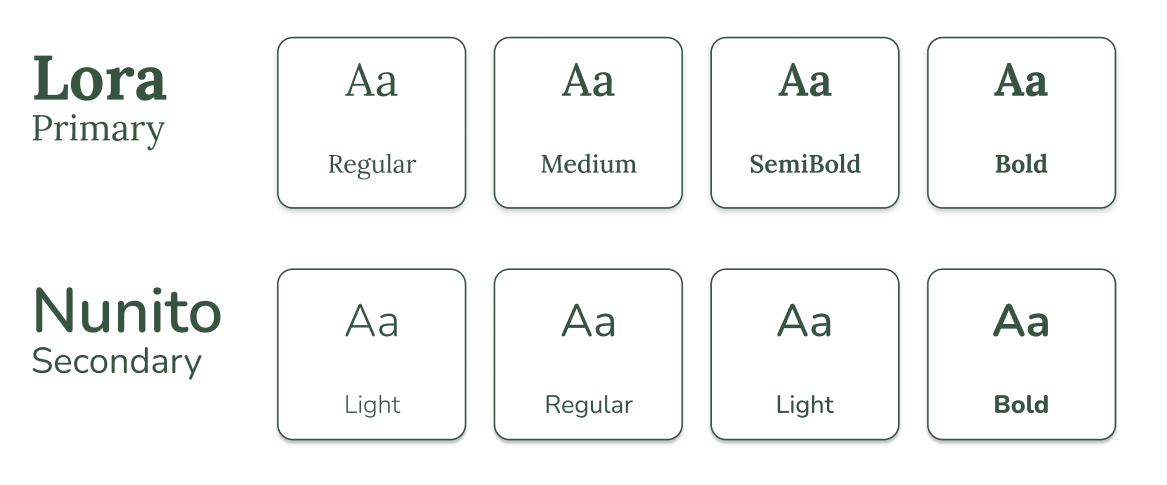 Lora
Primary
Aa Aa Aa Aa
Regular Medium SemiBold Bold
Nunito
Secondary
Aa Aa Aa Aa
Light Regular Light Bold